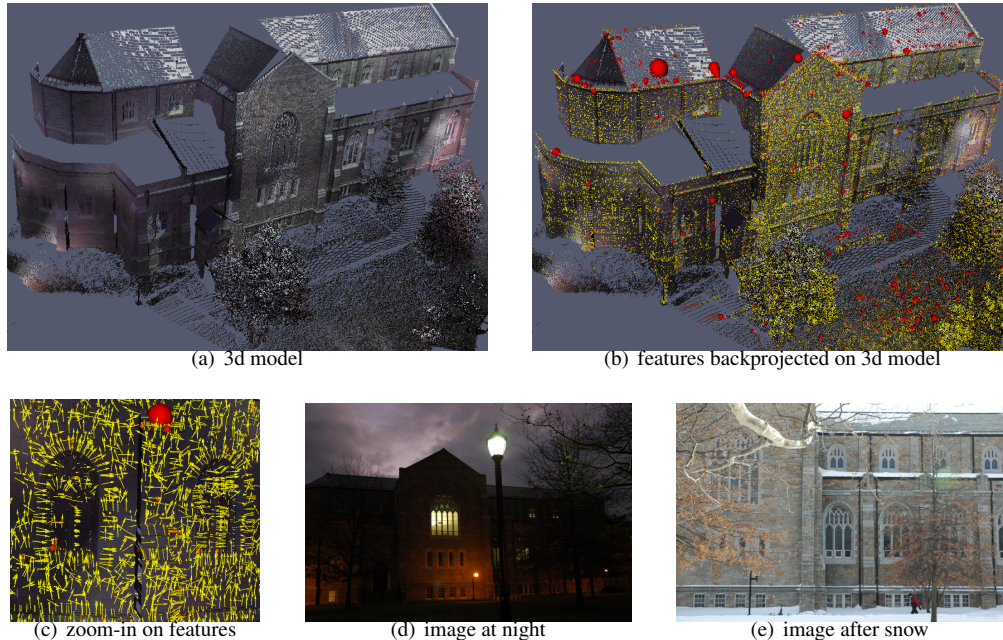 (a) 3d model
(b) features backprojected on 3d model
(c) zoom-in on features
(d) image at night
(e) image after snow